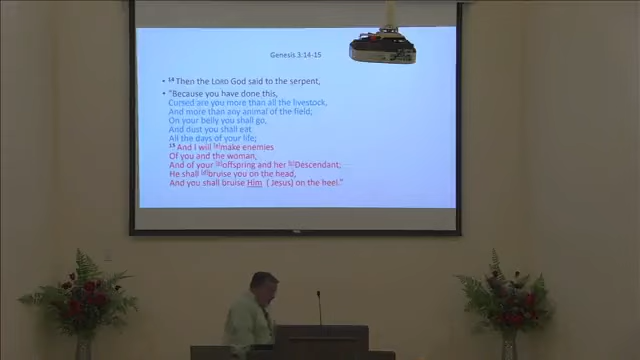 Genesis.3:14-15
• 14 Then the LORD God said to the serpent,
• "Because you have done this,
Cursed are you more than all the livestock,
And more than any animal of the field;
On your belly you shall go,
And dust you shall eat
All the days of your life;
15 And I will [a]make enemies
Of you and the woman,
And of your [b]offspring and her [c]Descendant;
He shall [d]bruise you on the head,
And you shall bruise Him ( Jesus) on the heel."